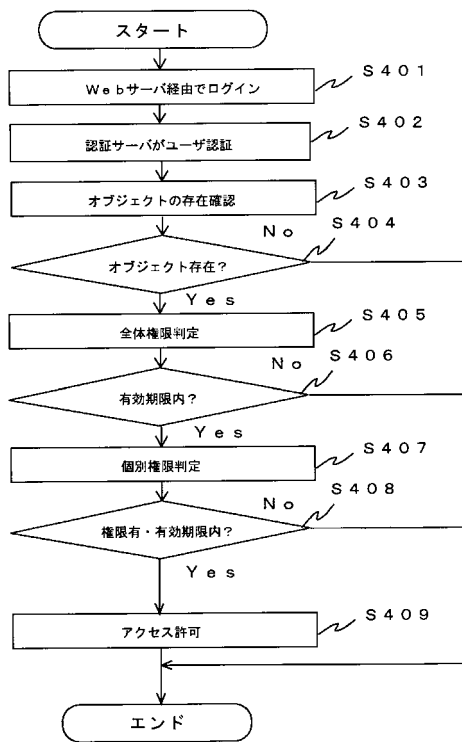 スタート
S401
Webサーバ経由でログイン
S402
認証サーバがユーザ認証
S403
オブジェクトの存在確認
S404
No
オブジェクト存在?
Yes
S405
全体権限判定
S406
No
有効期限内?
Yes
S407
個別権限判定
S408
No
権限有・有効期限内?
Yes
S409
アクセス許可
エンド